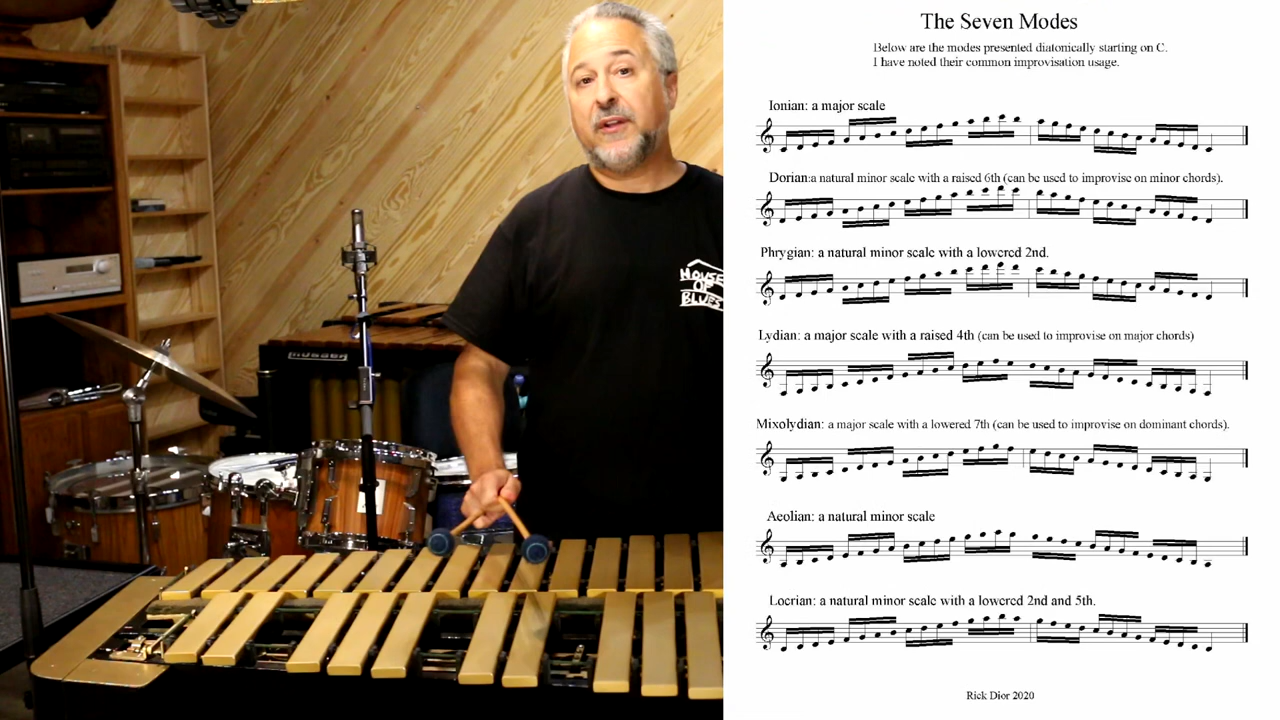 HOUSE
OF
BLUES
MUSSER
The Seven Modes
Below are the modes presented diatonically starting on C.
I have noted their common improvisation usage.
Ionian: a major scale
Dorian:a natural minor scale with a raised 6th (can be used to improvise on minor chords).
Phrygian: a natural minor scale with a lowered 2nd.
Lydian: a major scale with a raised 4th (can be used to improvise on major chords)
Mixolydian: a major scale with a lowered 7th (can be used to improvise on dominant chords).
Aeolian: a natural minor scale
Locrian: a natural minor scale with a lowered 2nd and 5th.
Rick Dior 2020